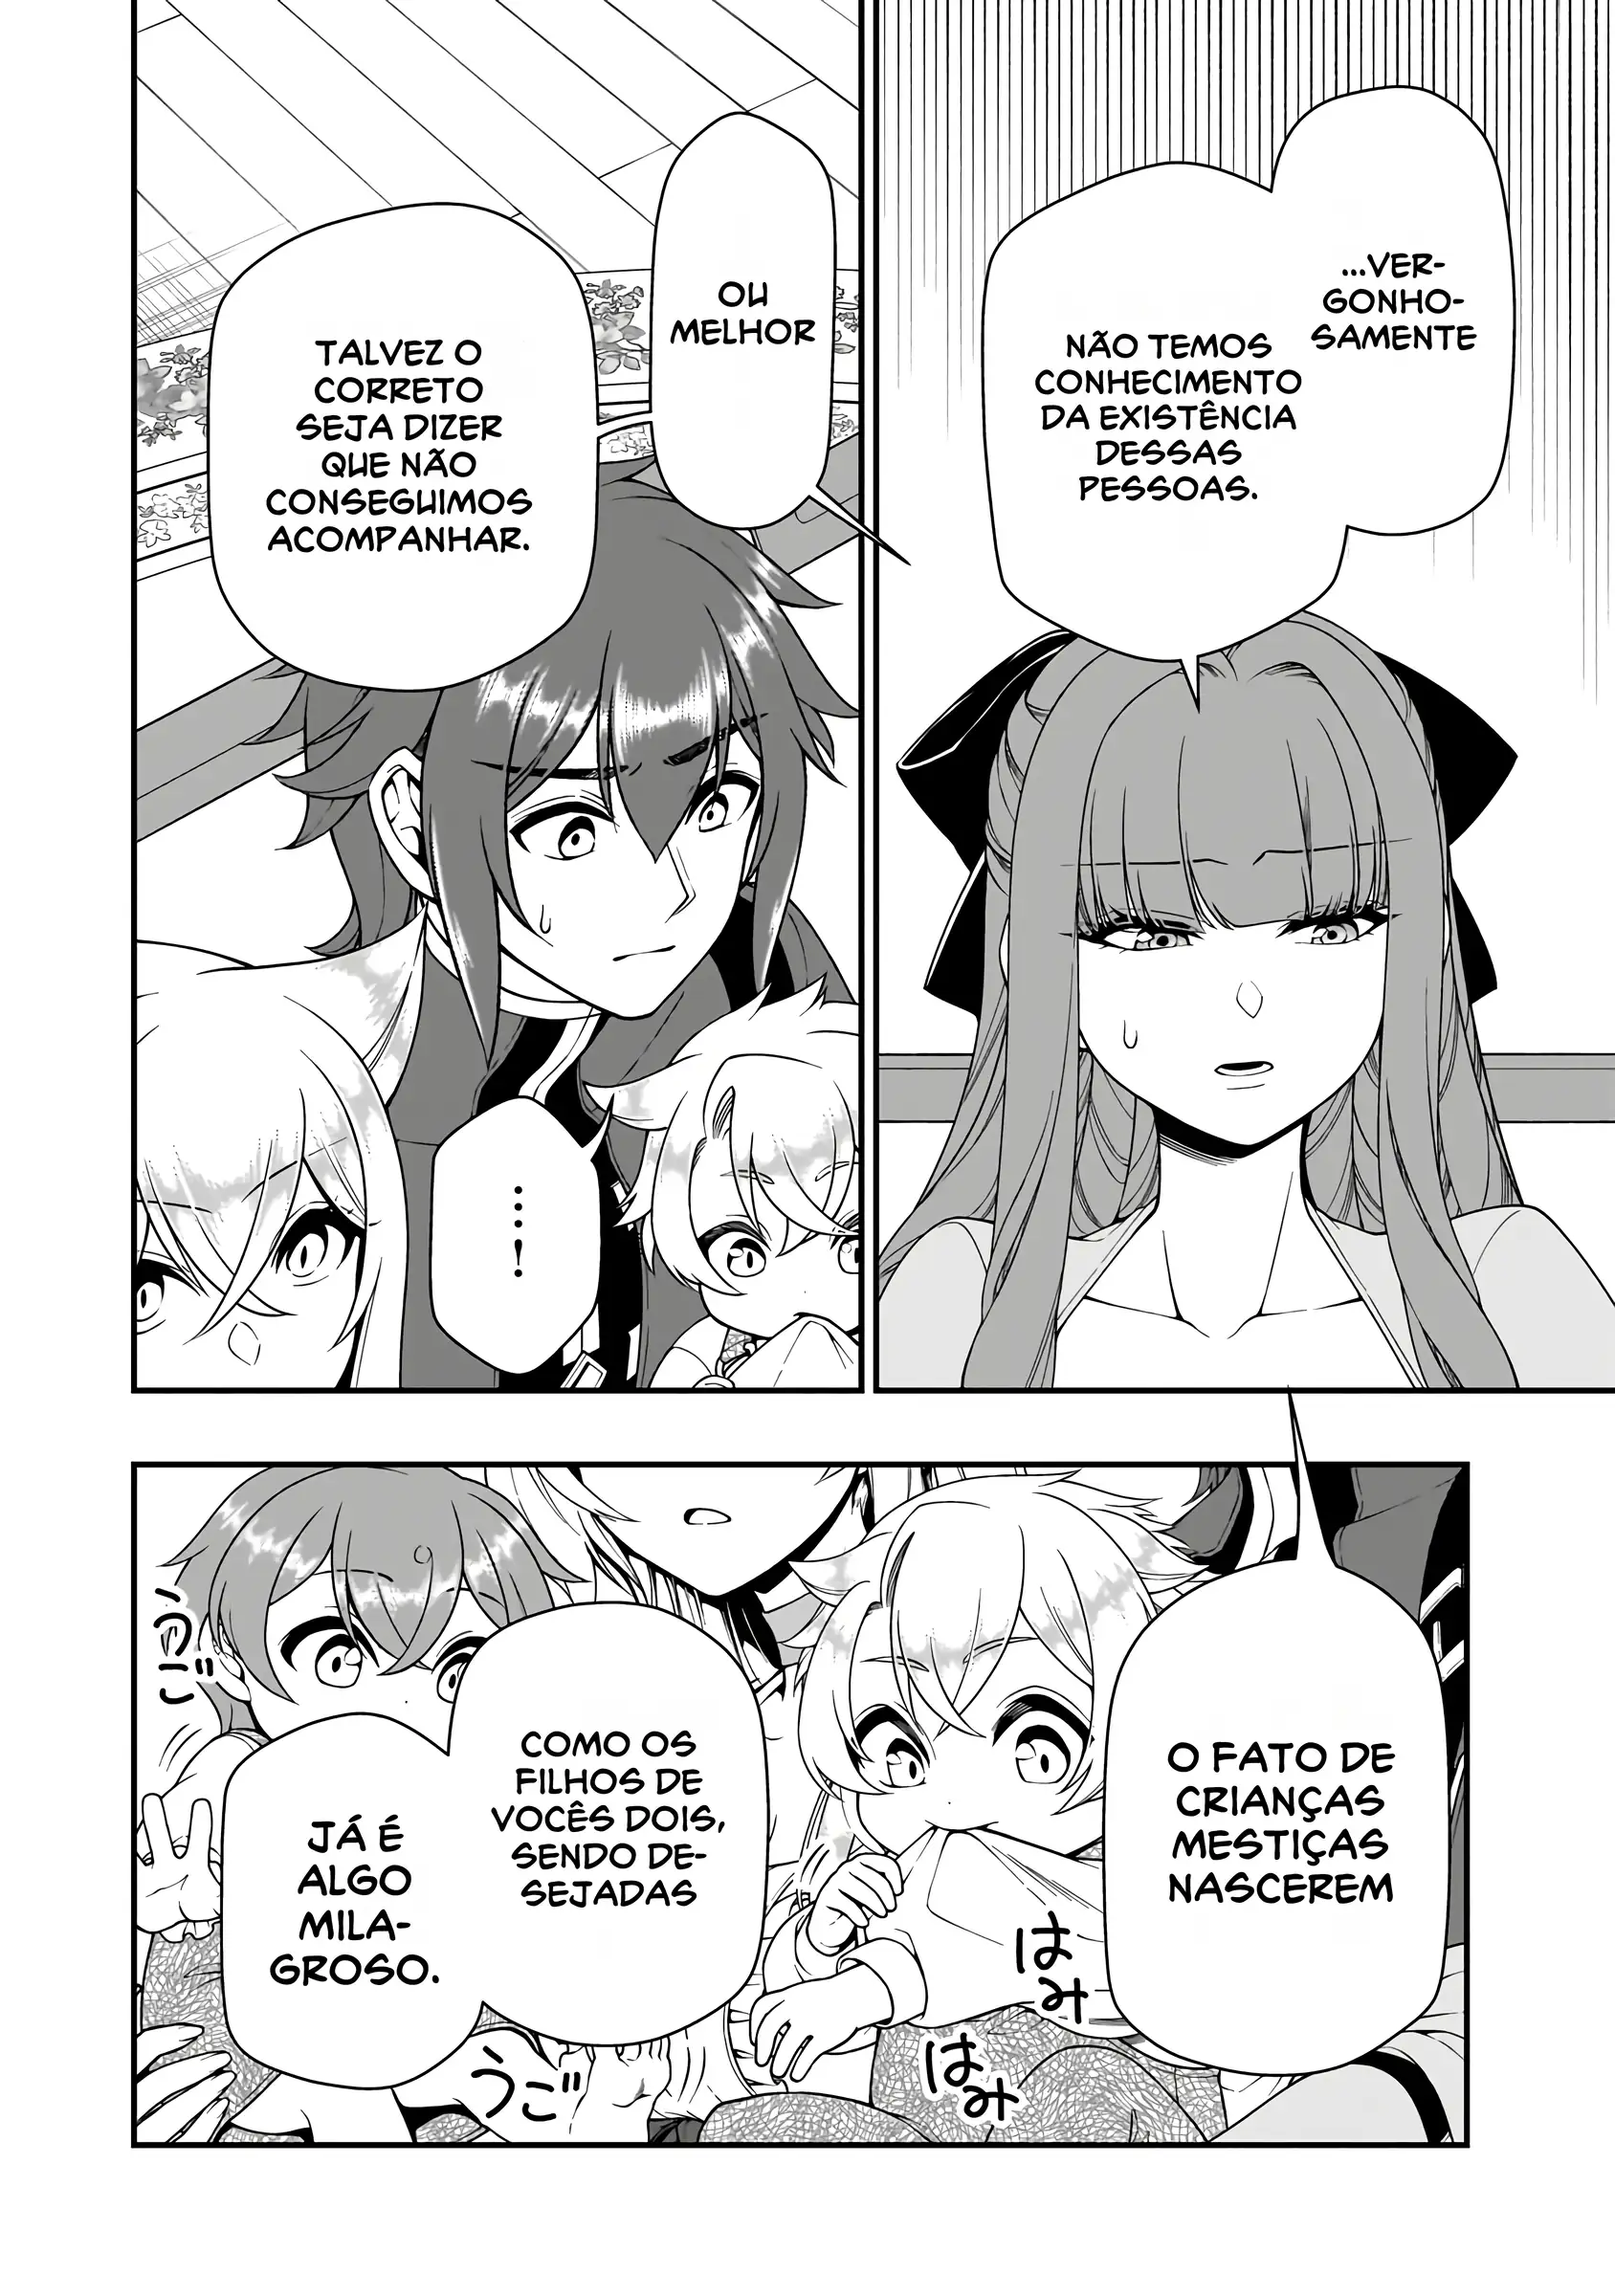 ...VER-
GONHO-
SAMENTE
NÃO TEMOS
CONHECIMENTO
DA EXISTÊNCIA
DESSAS
PESSOAS.
OU
MELHOR
TALVEZ O
CORRETO
SEJA DIZER
QUE NÃO
CONSEGUIMOS
ACOMPANHAR.
...!
O FATO DE
CRIANÇAS
MESTIÇAS
NASCEREM
COMO OS
FILHOS DE
VOCÊS DOIS,
SENDO DE-
SEJADAS
JÁ É
ALGO
MILA-
GROSO.
はみ
はみ
うご
うご